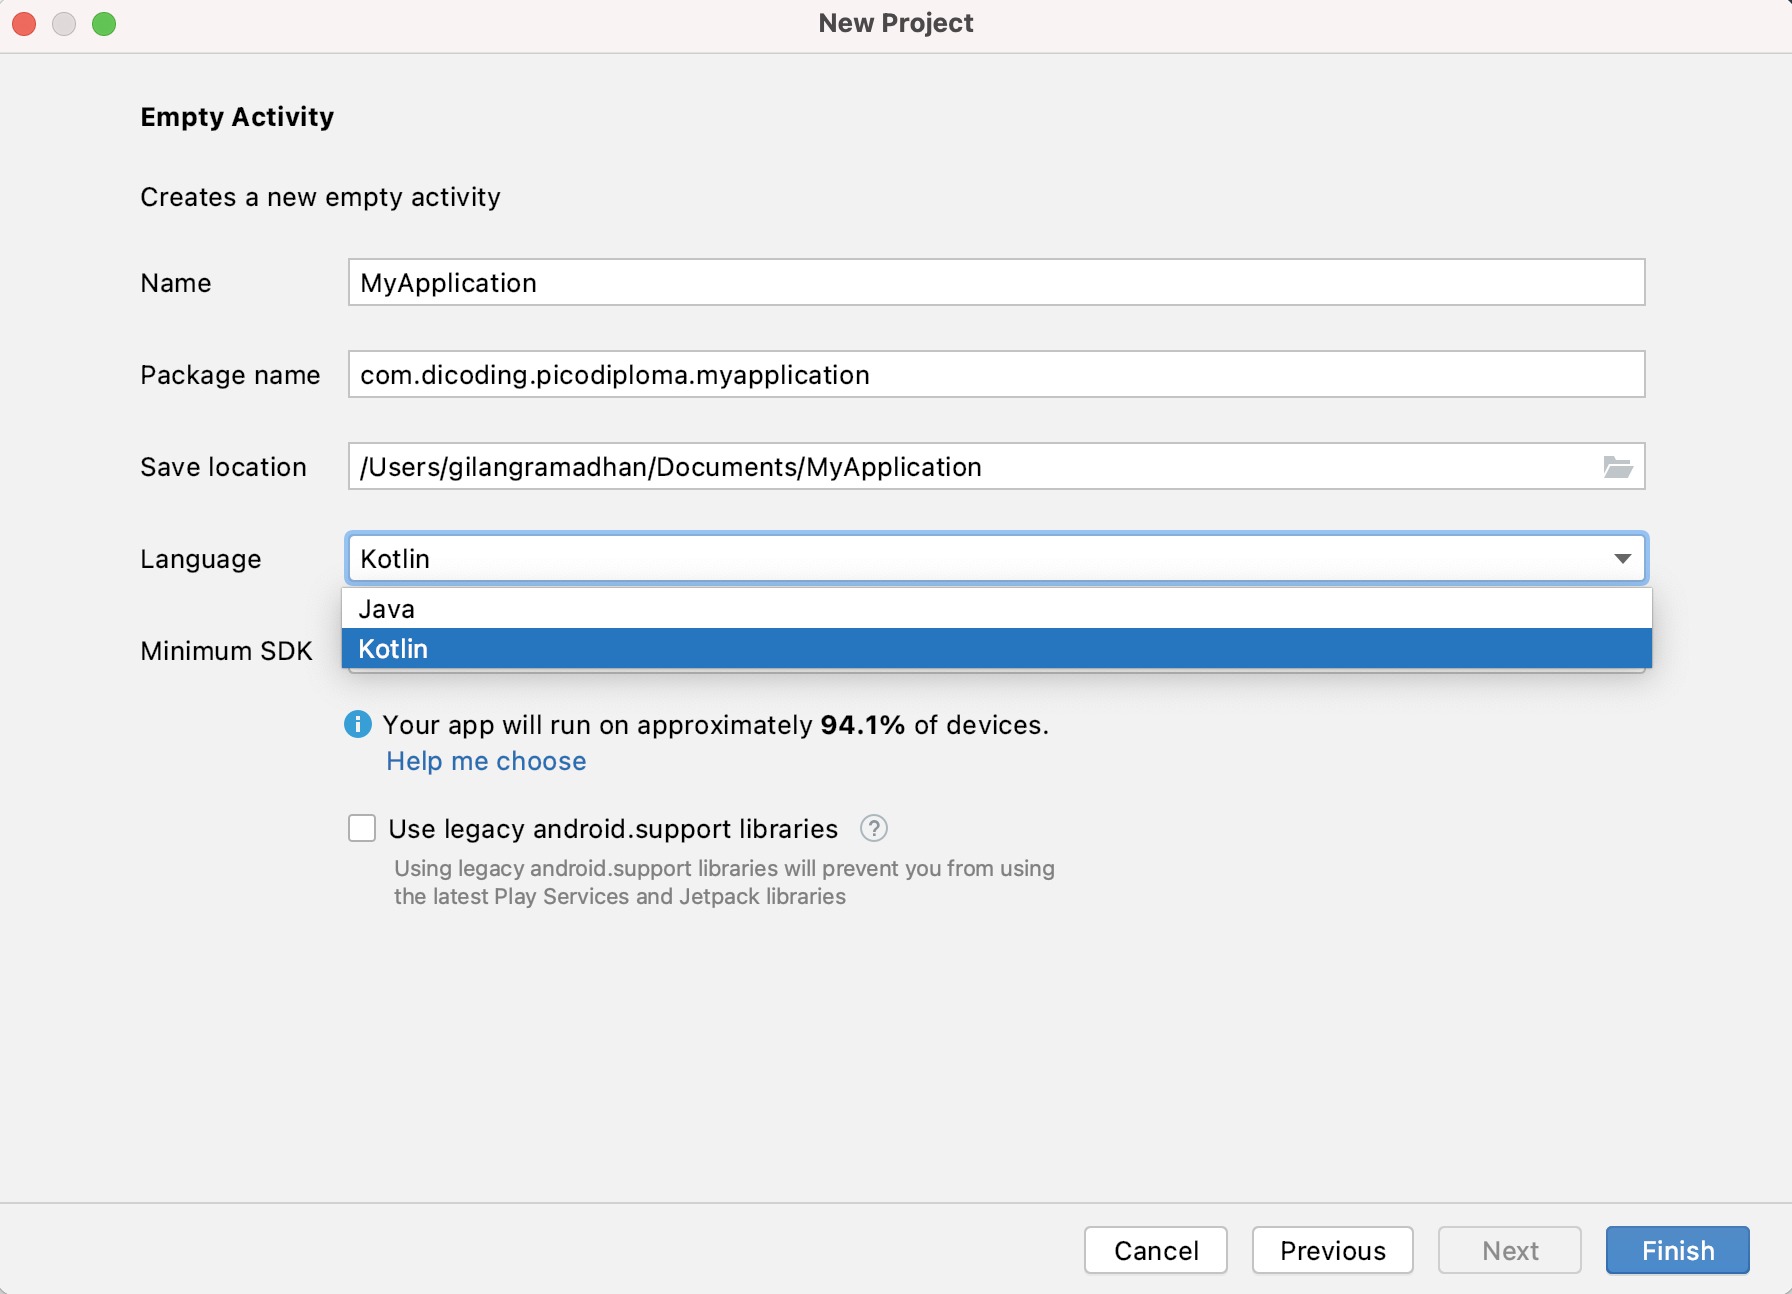 New Project
Empty Activity
Creates a new empty activity
Name
MyApplication
Package name
com.dicoding.picodiploma.myapplication
Save location
/Users/gilangramadhan/Documents/MyApplication
Language
Kotlin
Java
Minimum SDK
Kotlin
Your app will run on approximately 94.1% of devices.
Help me choose
Use legacy android.support libraries ?
Using legacy android.support libraries will prevent you from using
the latest Play Services and Jetpack libraries
Cancel
Previous
Next
Finish